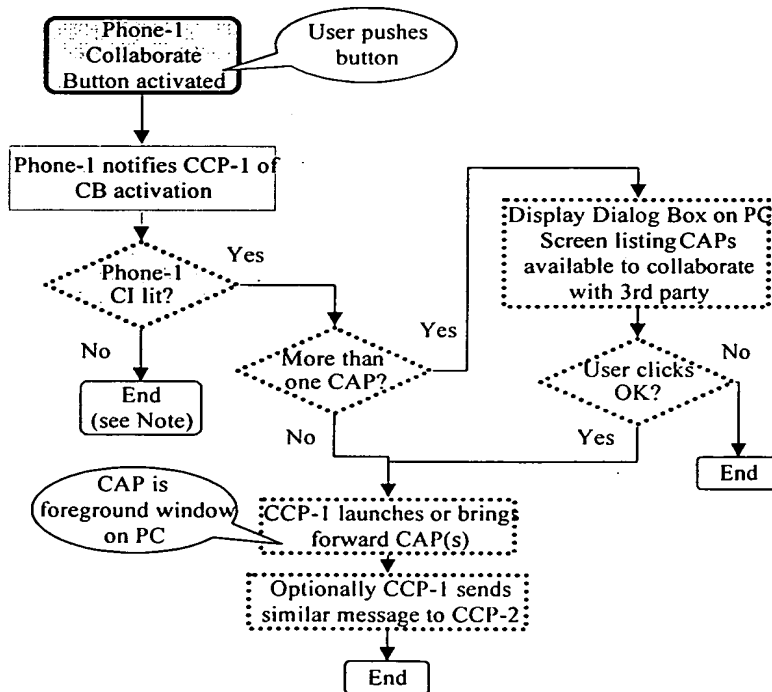 Phone-1
Collaborate
Button activated
User pushes
button
Phone-1 notifies CCP-1 of
CB activation
Phone-1
CI lit?
Yes
No
End
(see Note)
More than
one CAP?
Yes
No
Display Dialog Box on PC
Screen listing CAPs
available to collaborate
with 3rd party
User clicks
OK?
No
Yes
End
CAP is
foreground window
on PC
CCP-1 launches or brings
forward CAP(s)
Optionally CCP-1 sends
similar message to CCP-2
End